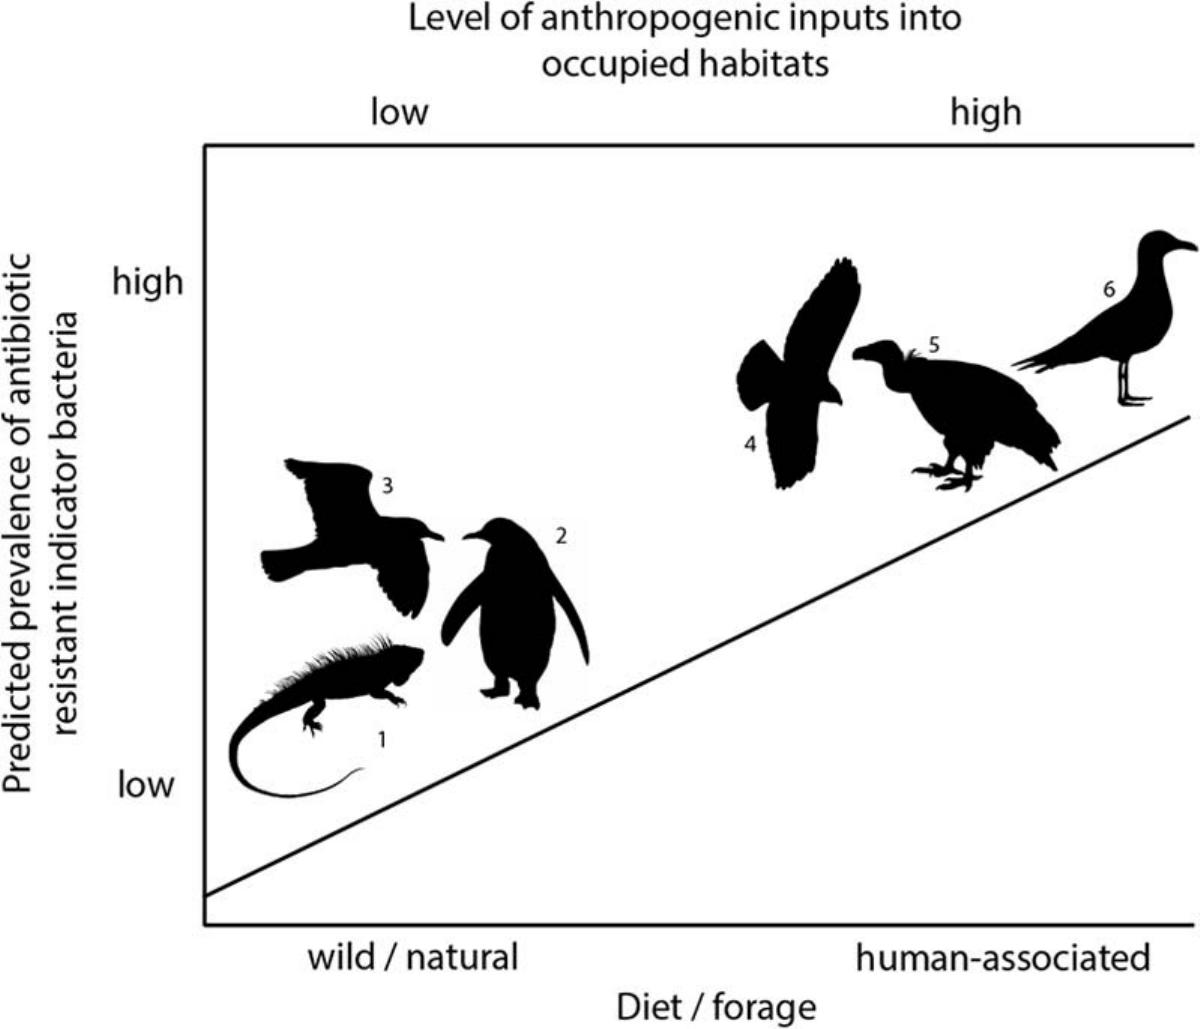 Level of anthropogenic inputs into
occupied habitats
low
high
Predicted prevalence of antibiotic
resistant indicator bacteria
high
low
6
5
4
3
2
1
wild / natural
human-associated
Diet / forage